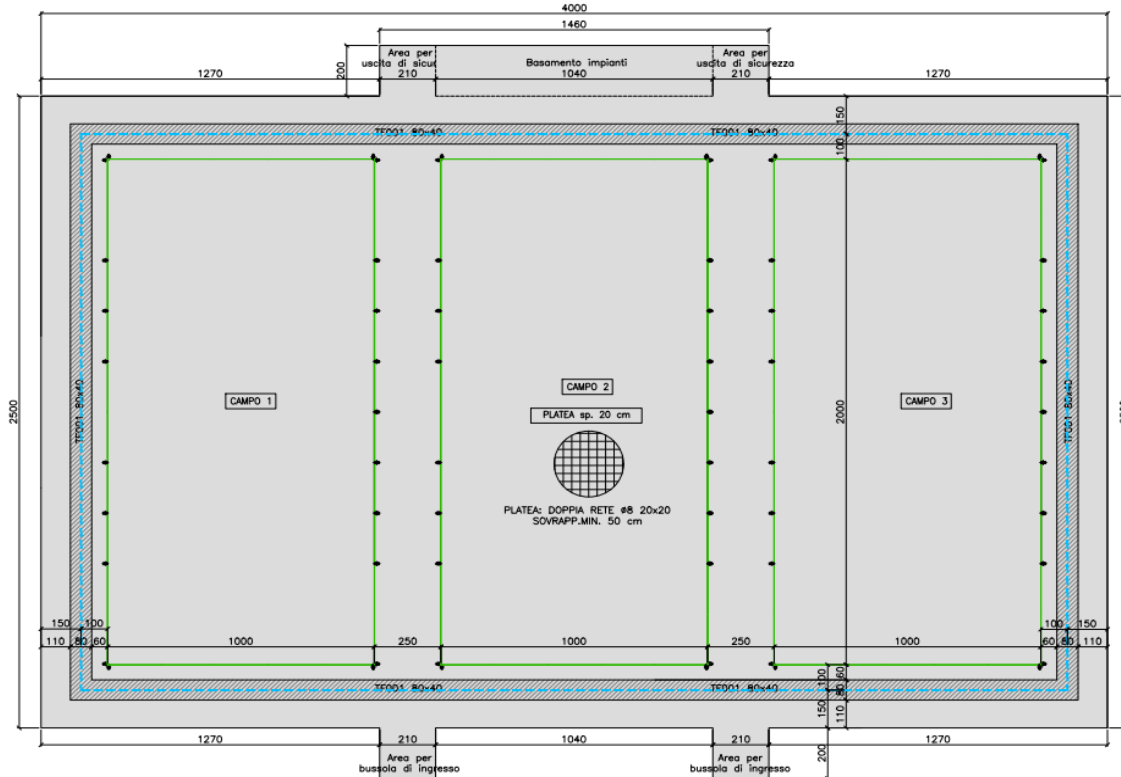 4000
1460
Area per
uscita di sicu
Basamento impianti
Area per
uscita di sicurezza
200
1270
210
1040
210
1270
150
TF001 80x40
TF001 80x40
100
2500
TF001 80x40
CAMPO 1
CAMPO 2
CAMPO 3
2000
TF001 80x40
PLATEA sp. 20 cm
PLATEA: DOPPIA RETE ø8 20x20
SOVRAPP.MIN. 50 cm
150
100
100
150
110
80
60
1000
250
1000
250
1000
60
80
110
100
60
TF001 80x40
TF001 80x40
80
150
110
1270
210
1040
210
1270
200
Area per
bussola di ingresso
Area per
bussola di ingresso